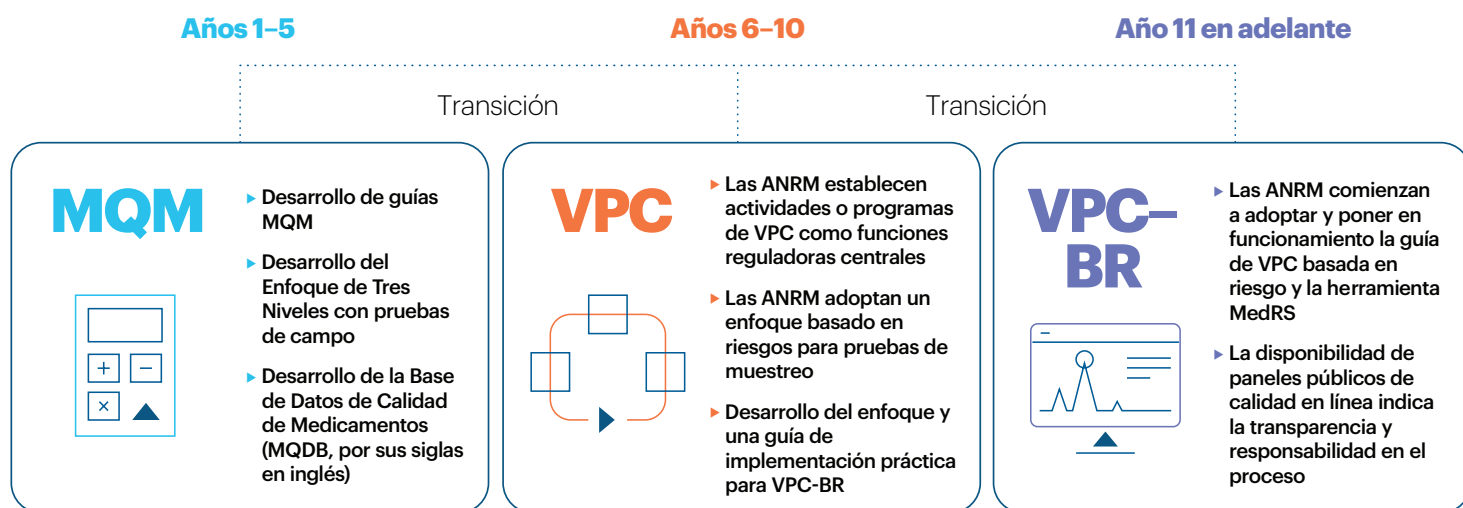 Años 1–5
Años 6–10
Año 11 en adelante
Transición
Transición
MQM
▸ Desarrollo de guías
MQM
▸ Desarrollo del
Enfoque de Tres
Niveles con pruebas
de campo
▸ Desarrollo de la Base
de Datos de Calidad
de Medicamentos
(MQDB, por sus siglas
en inglés)
VPC
▸ Las ANRM establecen
actividades o programas
de VPC como funciones
reguladoras centrales
▸ Las ANRM adoptan un
enfoque basado en
riesgos para pruebas de
muestreo
▸ Desarrollo del enfoque y
una guía de
implementación práctica
para VPC-BR
VPC–
BR
▸ Las ANRM comienzan
a adoptar y poner en
funcionamiento la guía
de VPC basada en
riesgo y la herramienta
MedRS
▸ La disponibilidad de
paneles públicos de
calidad en línea indica
la transparencia y
responsabilidad en el
proceso